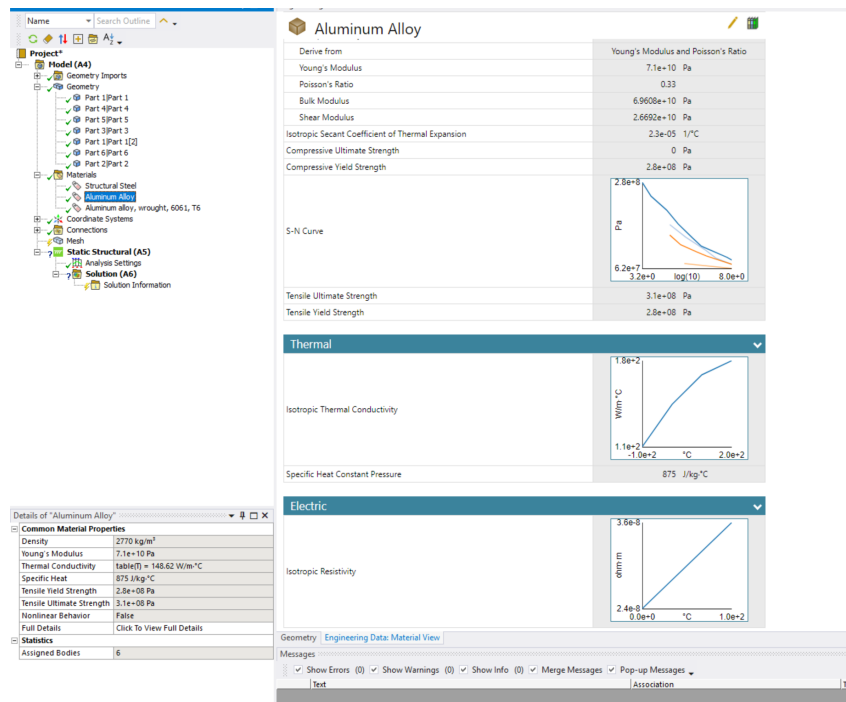 Name
Search Outline
Project*
Model (A4)
Geometry Imports
Geometry
Part 1|Part 1
Part 4|Part 4
Part 5|Part 5
Part 3|Part 3
Part 1|Part 1[2]
Part 6|Part 6
Part 2|Part 2
Materials
Structural Steel
Aluminum Alloy
Aluminum alloy, wrought, 6061, T6
Coordinate Systems
Connections
Mesh
Static Structural (A5)
Analysis Settings
Solution (A6)
Solution Information
Details of "Aluminum Alloy"
Common Material Properties
Density 2770 kg/m³
Young's Modulus 7.1e+10 Pa
Thermal Conductivity table(T) = 148.62 W/m·°C
Specific Heat 875 J/kg·°C
Tensile Yield Strength 2.8e+08 Pa
Tensile Ultimate Strength 3.1e+08 Pa
Nonlinear Behavior False
Full Details Click To View Full Details
Statistics
Assigned Bodies 6
Aluminum Alloy
Derive from Young's Modulus and Poisson's Ratio
Young's Modulus 7.1e+10 Pa
Poisson's Ratio 0.33
Bulk Modulus 6.9608e+10 Pa
Shear Modulus 2.6692e+10 Pa
Isotropic Secant Coefficient of Thermal Expansion 2.3e-05 1/°C
Compressive Ultimate Strength 0 Pa
Compressive Yield Strength 2.8e+08 Pa
S-N Curve
2.8e+8
Pa
6.2e+7
3.2e+0 log(10) 8.0e+0
Tensile Ultimate Strength 3.1e+08 Pa
Tensile Yield Strength 2.8e+08 Pa
Thermal
Isotropic Thermal Conductivity
1.8e+2
W/m·°C
1.1e+2
-1.0e+2 °C 2.0e+2
Specific Heat Constant Pressure 875 J/kg·°C
Electric
Isotropic Resistivity
3.6e-8
ohm·m
2.4e-8
0.0e+0 °C 1.0e+2
Geometry Engineering Data: Material View
Messages
Show Errors (0) Show Warnings (0) Show Info (0) Merge Messages Pop-up Messages
Text Association